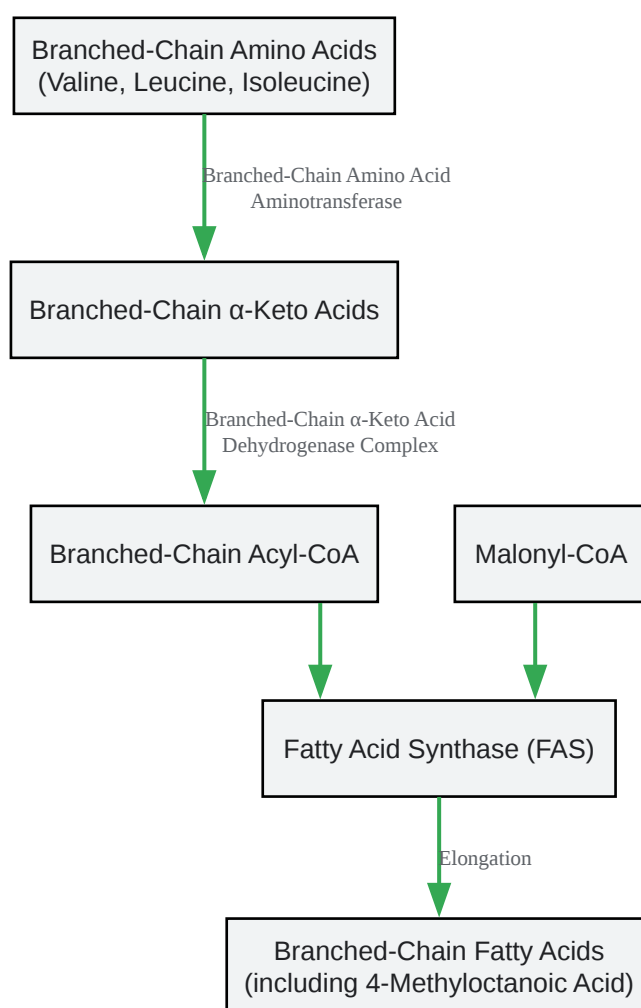 Branched-Chain Amino Acids
(Valine, Leucine, Isoleucine)
Branched-Chain Amino Acid
Aminotransferase
Branched-Chain α-Keto Acids
Branched-Chain α-Keto Acid
Dehydrogenase Complex
Branched-Chain Acyl-CoA
Malonyl-CoA
Fatty Acid Synthase (FAS)
Elongation
Branched-Chain Fatty Acids
(including 4-Methyloctanoic Acid)